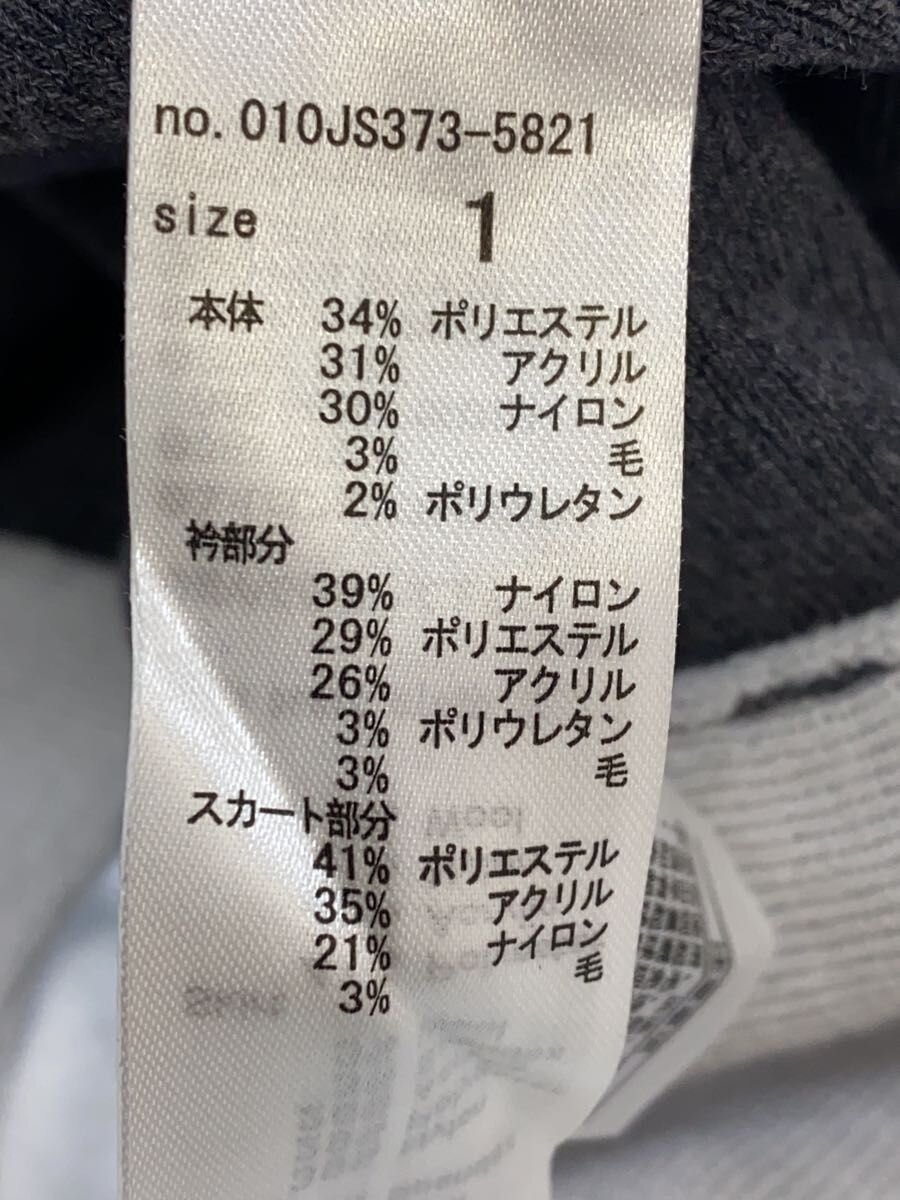 no. 010JS373-5821
size 1
本体 34% ポリエステル
31% アクリル
30% ナイロン
3% 毛
2% ポリウレタン
衿部分
39% ナイロン
29% ポリエステル
26% アクリル
3% ポリウレタン
3% 毛
スカート部分
41% ポリエステル
35% アクリル
21% ナイロン
3% 毛